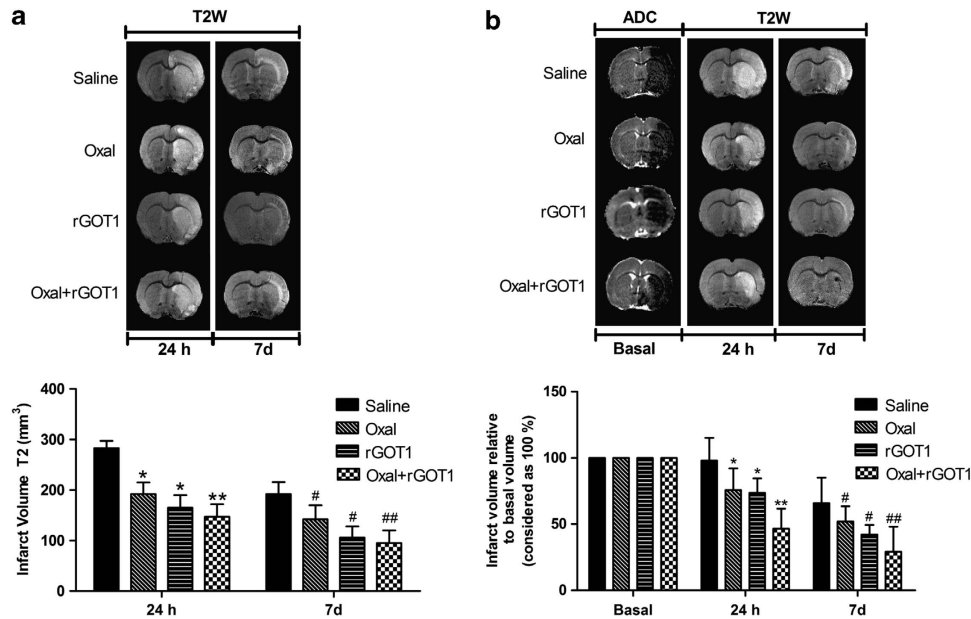 a
T2W
Saline
Oxal
rGOT1
Oxal+rGOT1
24 h 7d
400
300
200
100
0
Infarct Volume T2 (mm³)
Saline
Oxal
rGOT1
Oxal+rGOT1
* * **
# # ##
24 h 7d
b
ADC T2W
Saline
Oxal
rGOT1
Oxal+rGOT1
Basal 24 h 7d
150
100
50
0
Infarct volume relative
to basal volume
(considered as 100 %)
Saline
Oxal
rGOT1
Oxal+rGOT1
* * **
# # ##
Basal 24 h 7d